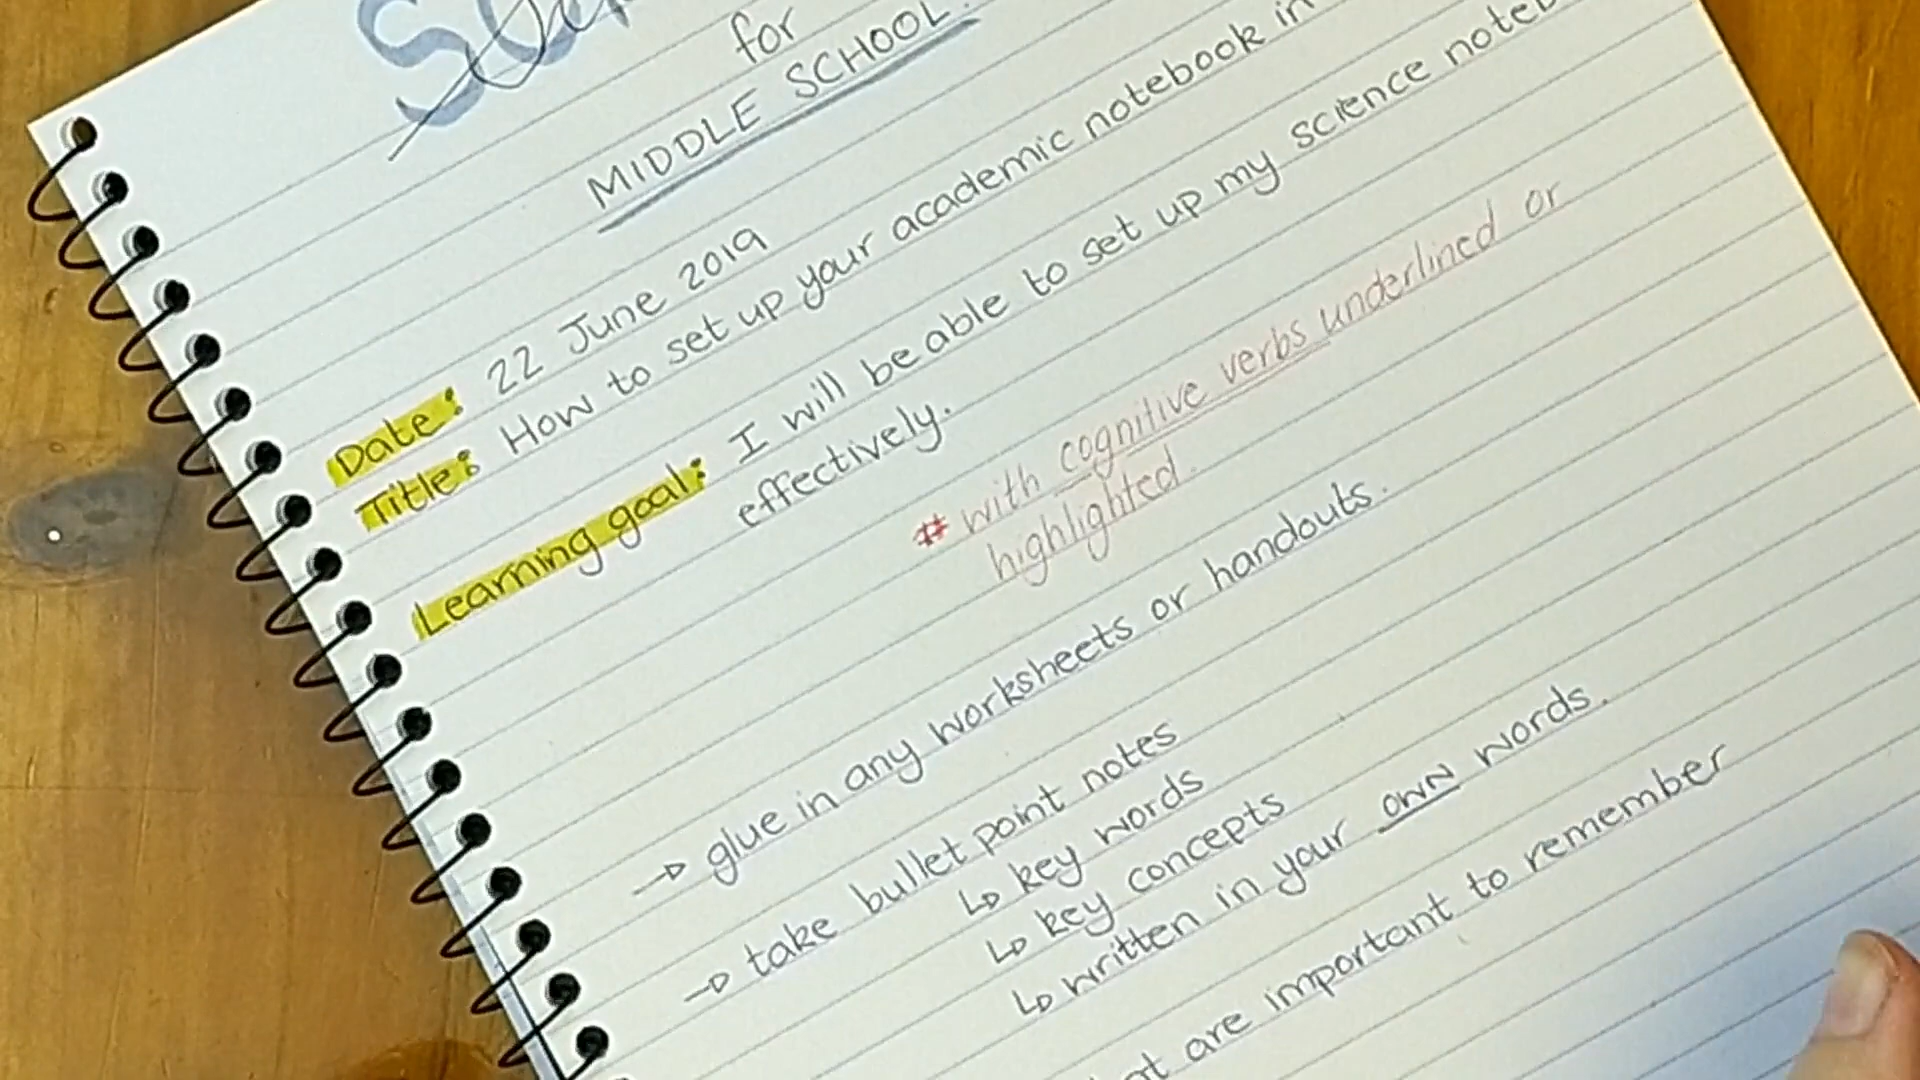 for
MIDDLE SCHOOL.
Date: 22 June 2019
Title: How to set up your academic notebook in
Learning goal: I will be able to set up my science
effectively.
# with cognitive verbs underlined or
highlighted.
→ glue in any worksheets or handouts.
→ take bullet point notes
↳ key words
↳ key concepts
↳ written in your own words.
are important to remember